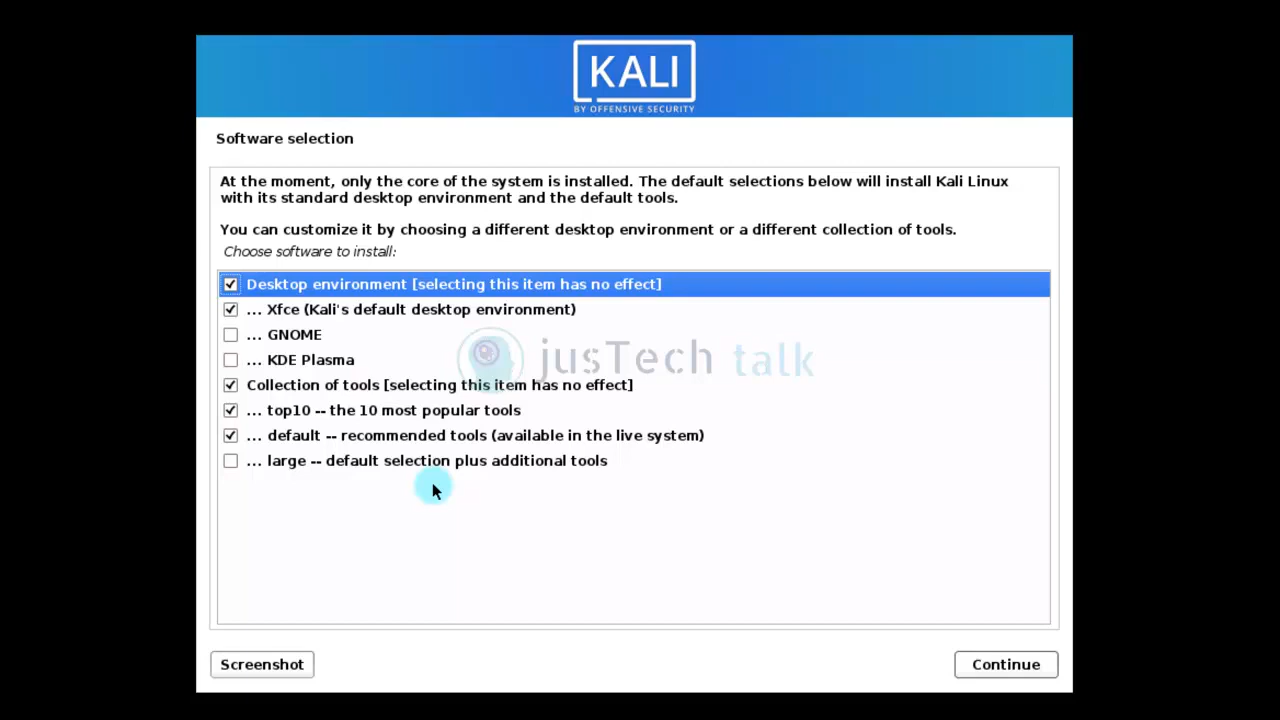 KALI
BY OFFENSIVE SECURITY
Software selection
At the moment, only the core of the system is installed. The default selections below will install Kali Linux
with its standard desktop environment and the default tools.
You can customize it by choosing a different desktop environment or a different collection of tools.
Choose software to install:
Desktop environment [selecting this item has no effect]
... Xfce (Kali's default desktop environment)
... GNOME
... KDE Plasma
jusTech talk
Collection of tools [selecting this item has no effect]
... top10 -- the 10 most popular tools
... default -- recommended tools (available in the live system)
... large -- default selection plus additional tools
Screenshot
Continue